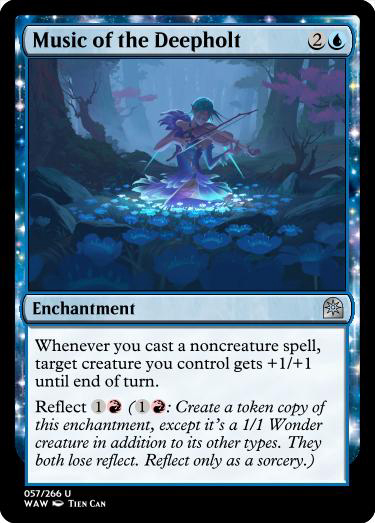 Music of the Deepholt 2
Enchantment
Whenever you cast a noncreature spell,
target creature you control gets +1/+1
until end of turn.
Reflect 1 (1: Create a token copy of
this enchantment, except it's a 1/1 Wonder
creature in addition to its other types. They
both lose reflect. Reflect only as a sorcery.)
057/266 U
WAW TIEN CAN